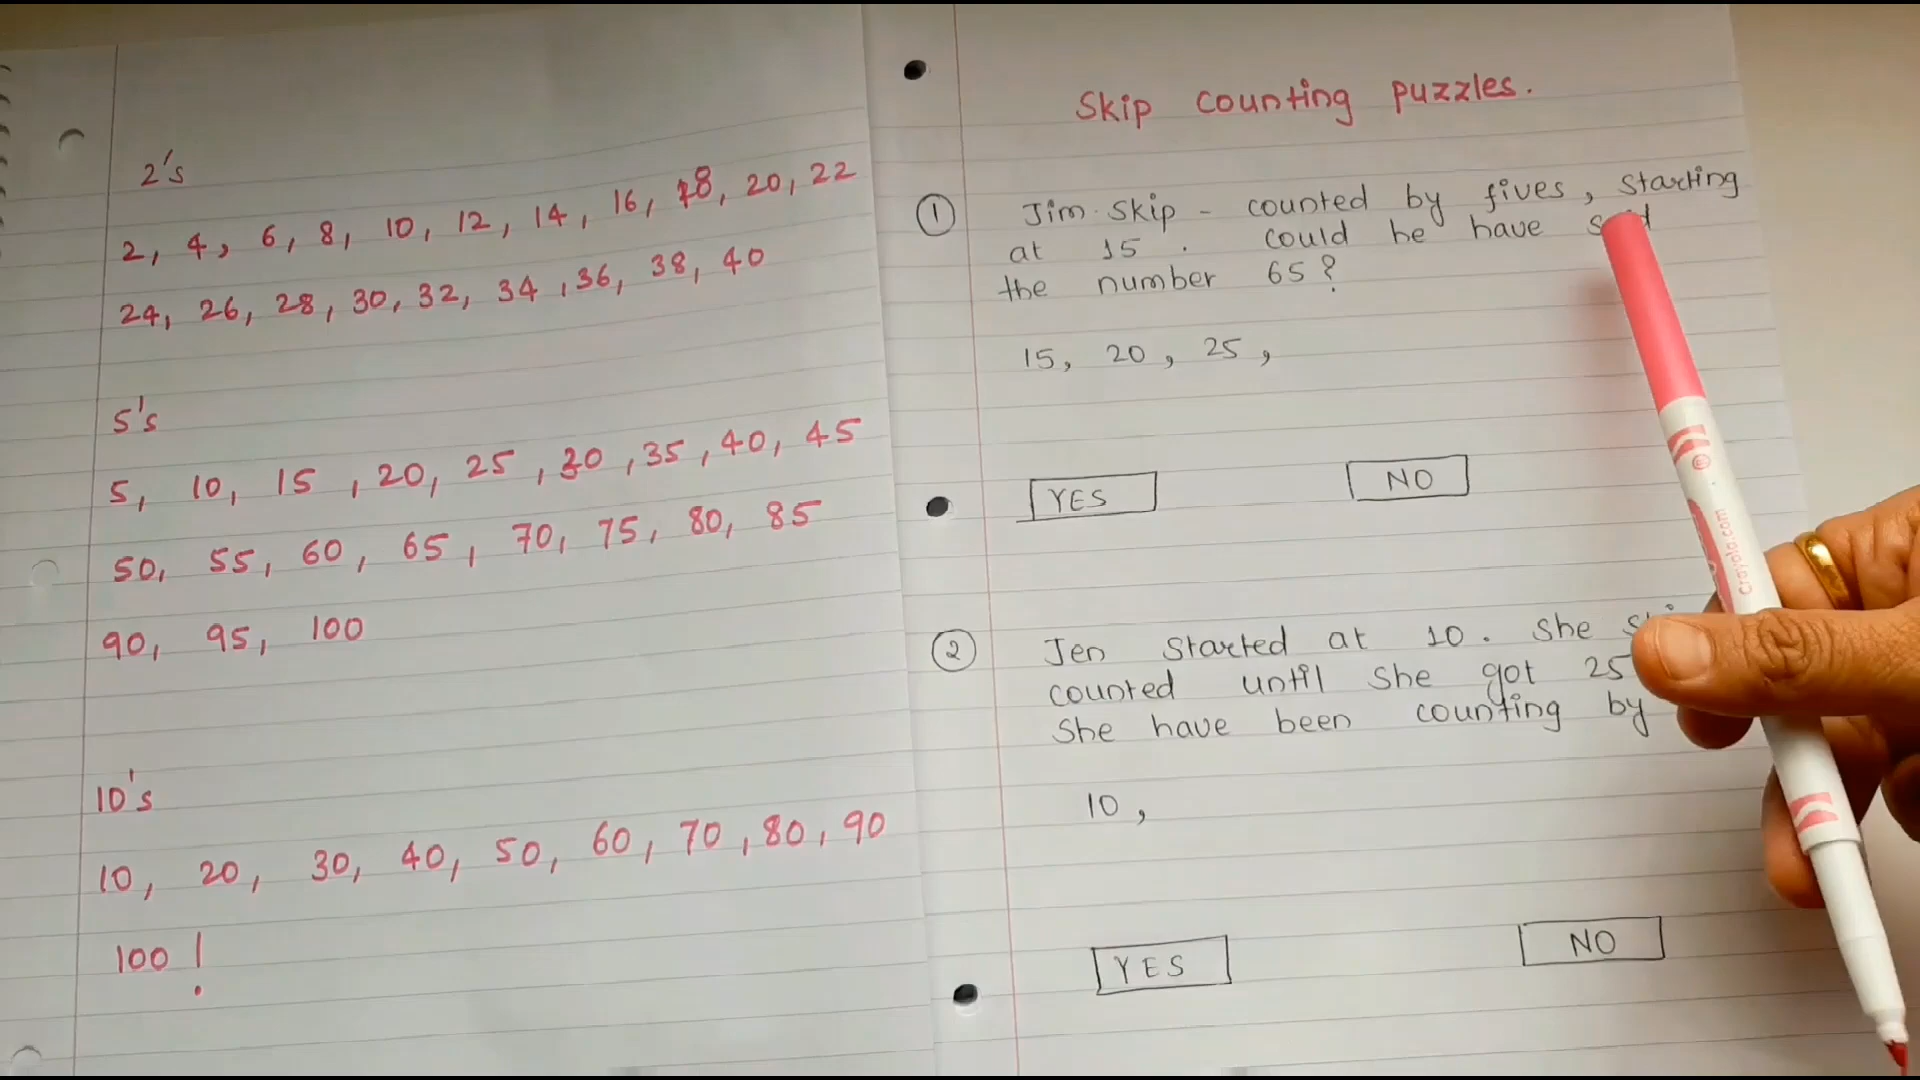 2's
2, 4, 6, 8, 10, 12, 14, 16, 18, 20, 22
24, 26, 28, 30, 32, 34, 36, 38, 40
5's
5, 10, 15, 20, 25, 30, 35, 40, 45
50, 55, 60, 65, 70, 75, 80, 85
90, 95, 100
10's
10, 20, 30, 40, 50, 60, 70, 80, 90
100!
Skip counting puzzles.
1 Jim skip - counted by fives, starting
at 15. Could he have
the number 65?
15, 20, 25,
YES NO
2 Jen started at 10. She
counted until she got 25
She have been counting by
10,
YES NO
crayola.com